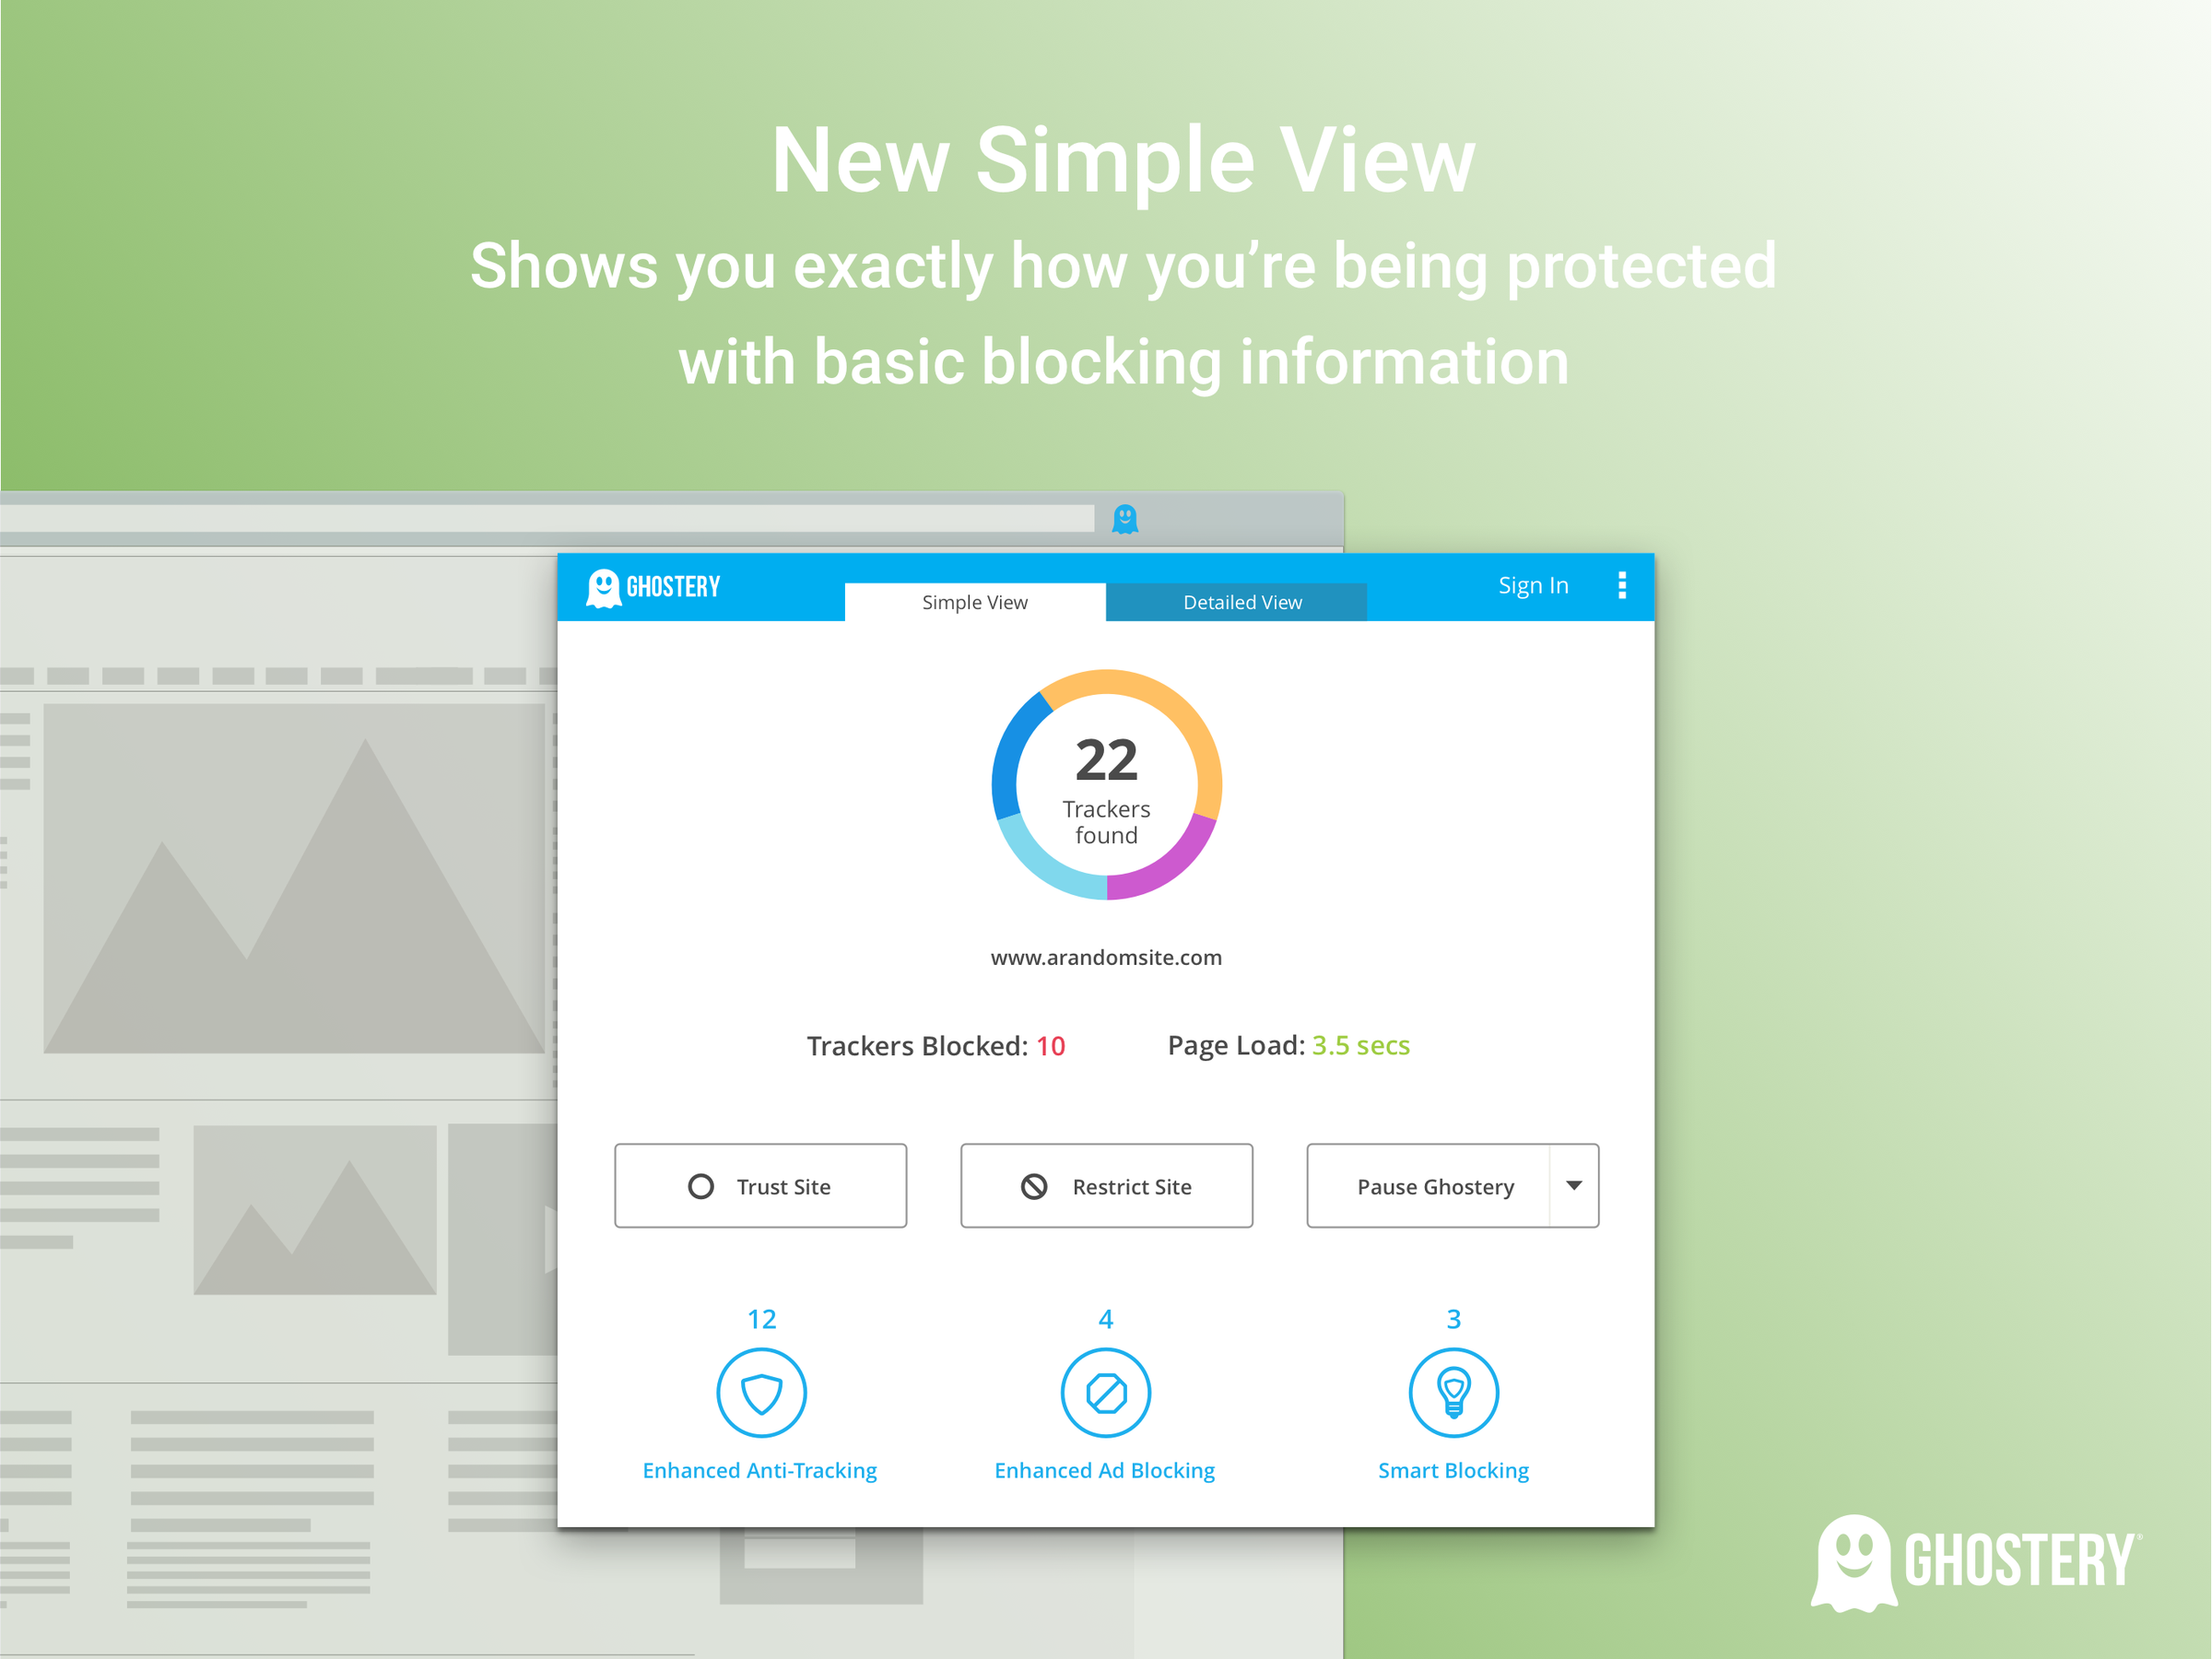 New Simple View
Shows you exactly how you’re being protected
with basic blocking information
GHOSTERY
Simple View
Detailed View
Sign In
22
Trackers
found
www.arandomsite.com
Trackers Blocked: 10
Page Load: 3.5 secs
Trust Site
Restrict Site
Pause Ghostery
12
4
3
Enhanced Anti-Tracking
Enhanced Ad Blocking
Smart Blocking
GHOSTERY®